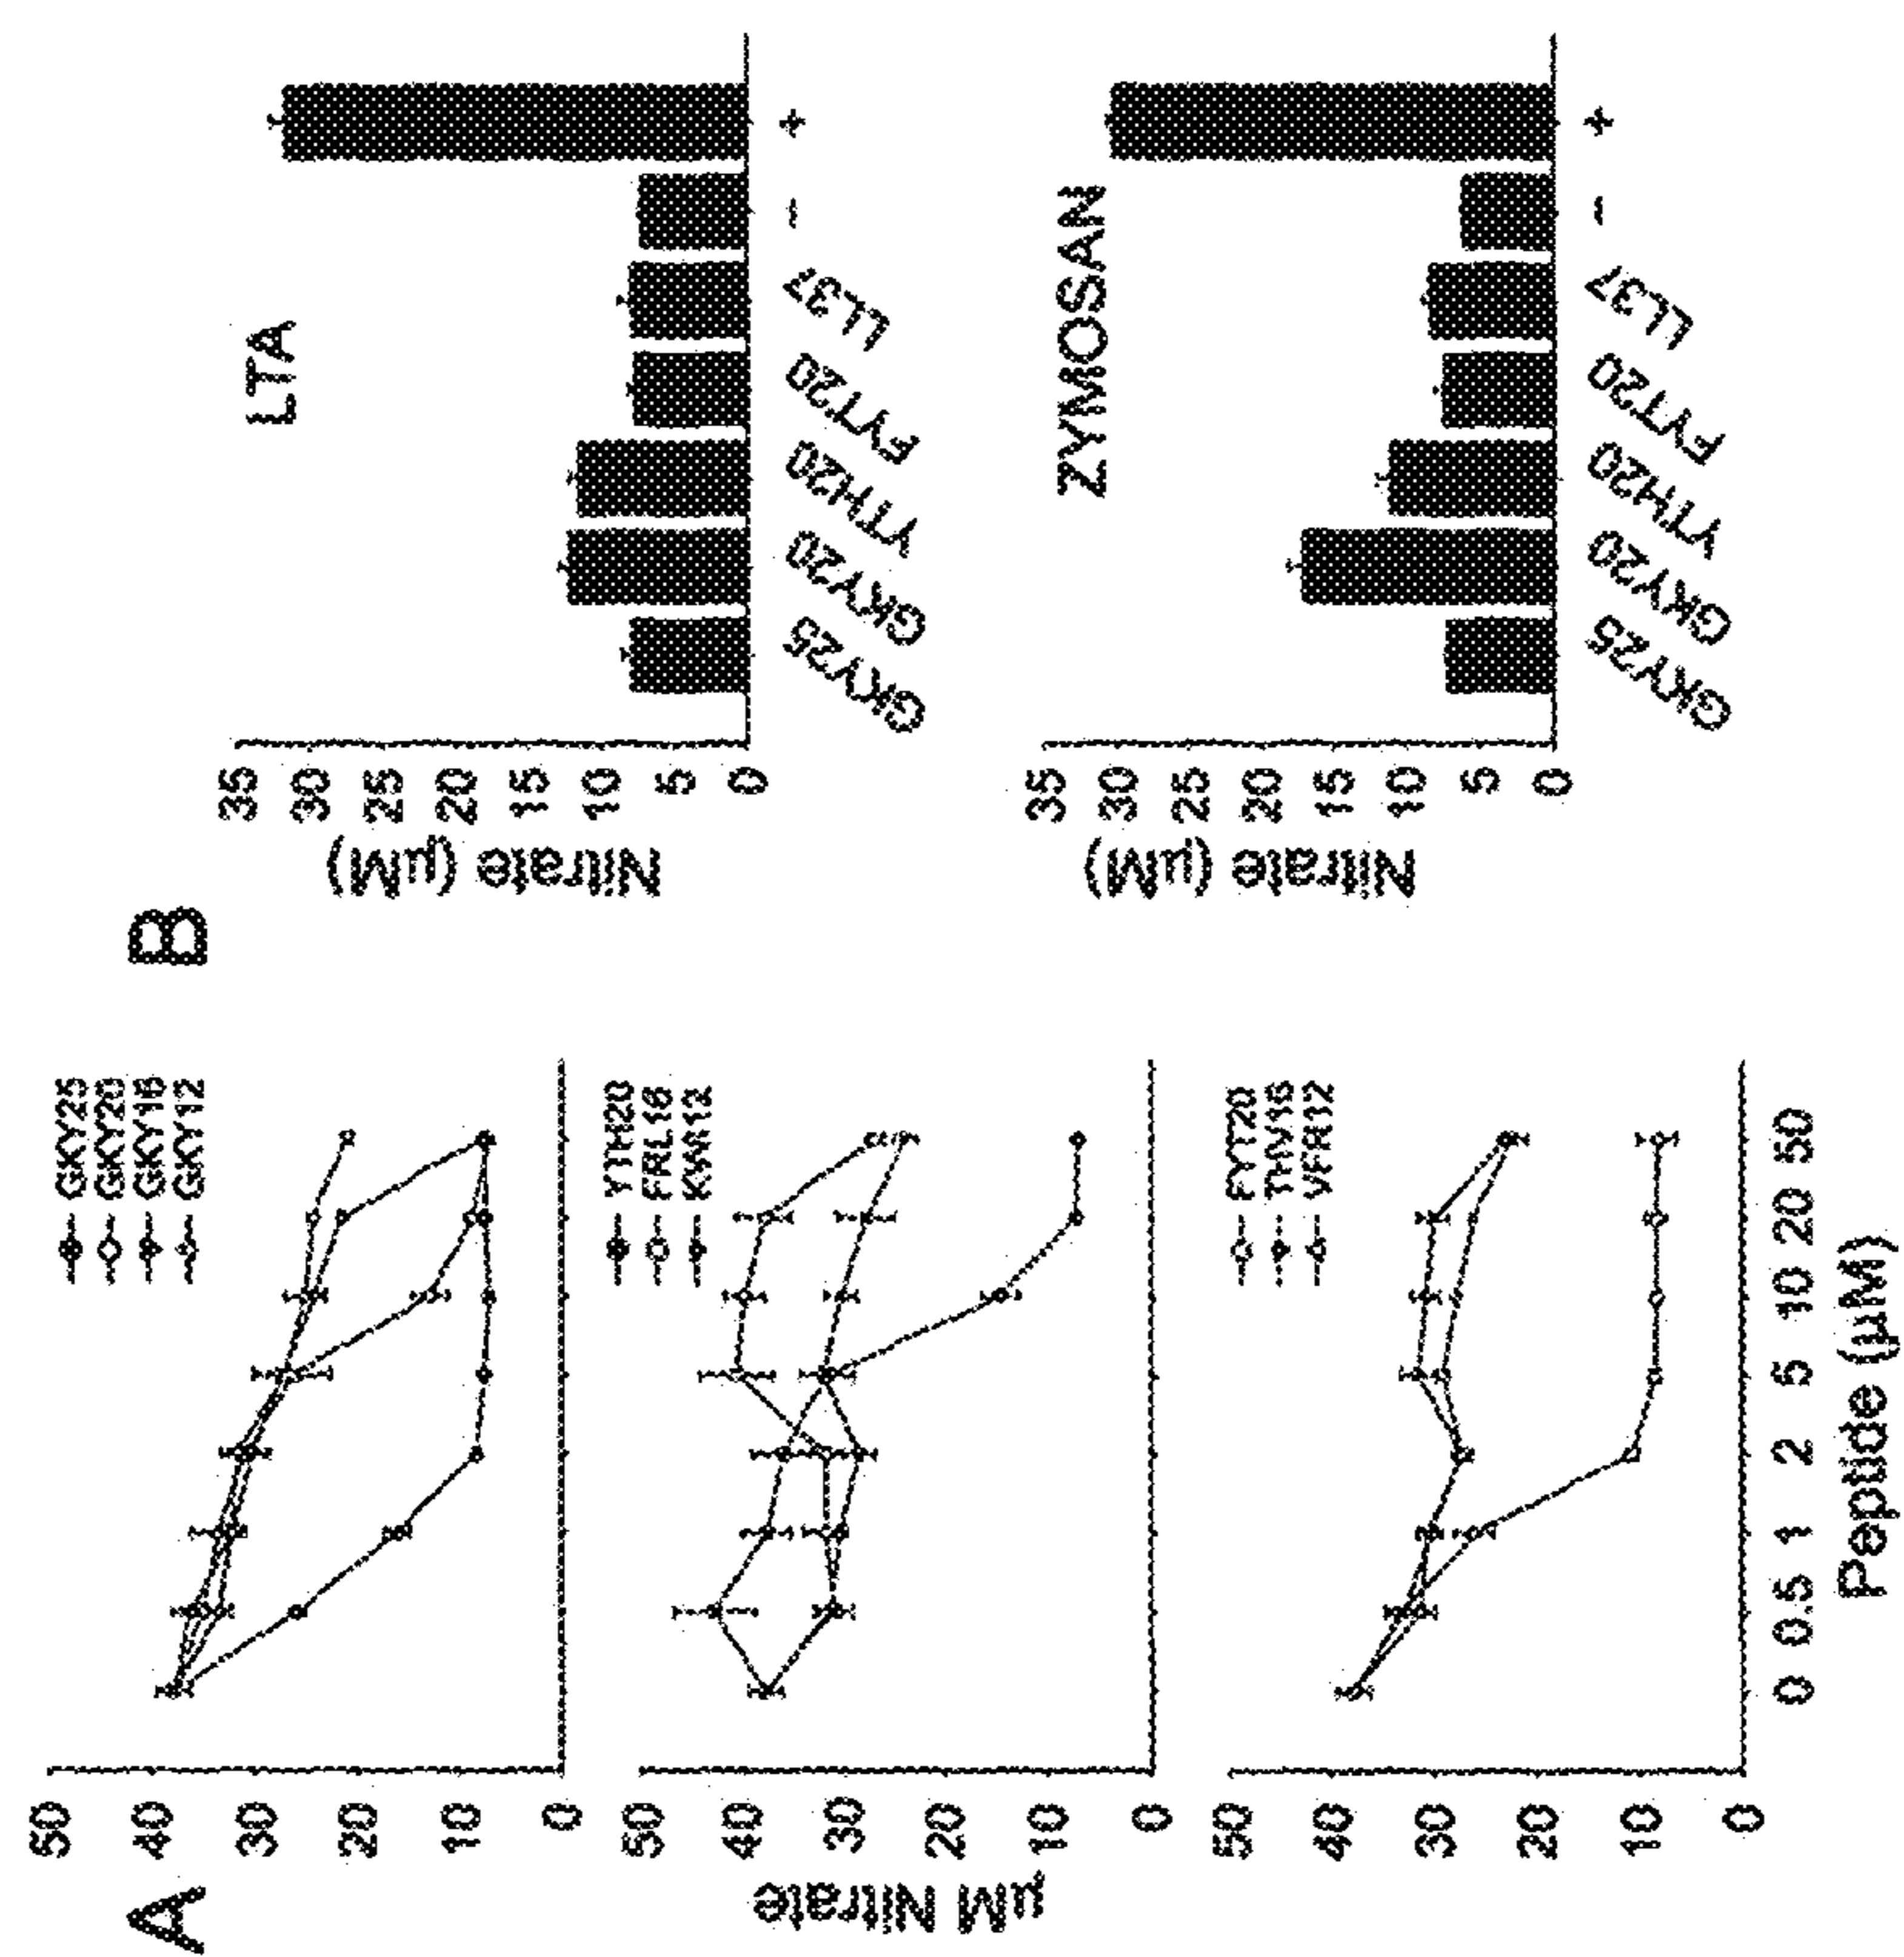 A
50
40
30
20
10
0
GKY25
GKY20
GKY16
GKY12
µM Nitrate
50
40
30
20
10
0
YTH20
FRL16
KWI12
50
40
30
20
10
0
FYT20
THV16
VFR12
0 0.5 1 2 5 10 20 50
Peptide (µM)
B
LTA
Nitrate (µM)
35
30
25
20
15
10
5
0
GKY25 GKY20 YTH20 FYT20 LL37 - +
ZYMOSAN
Nitrate (µM)
35
30
25
20
15
10
5
0
GKY25 GKY20 YTH20 FYT20 LL37 - +